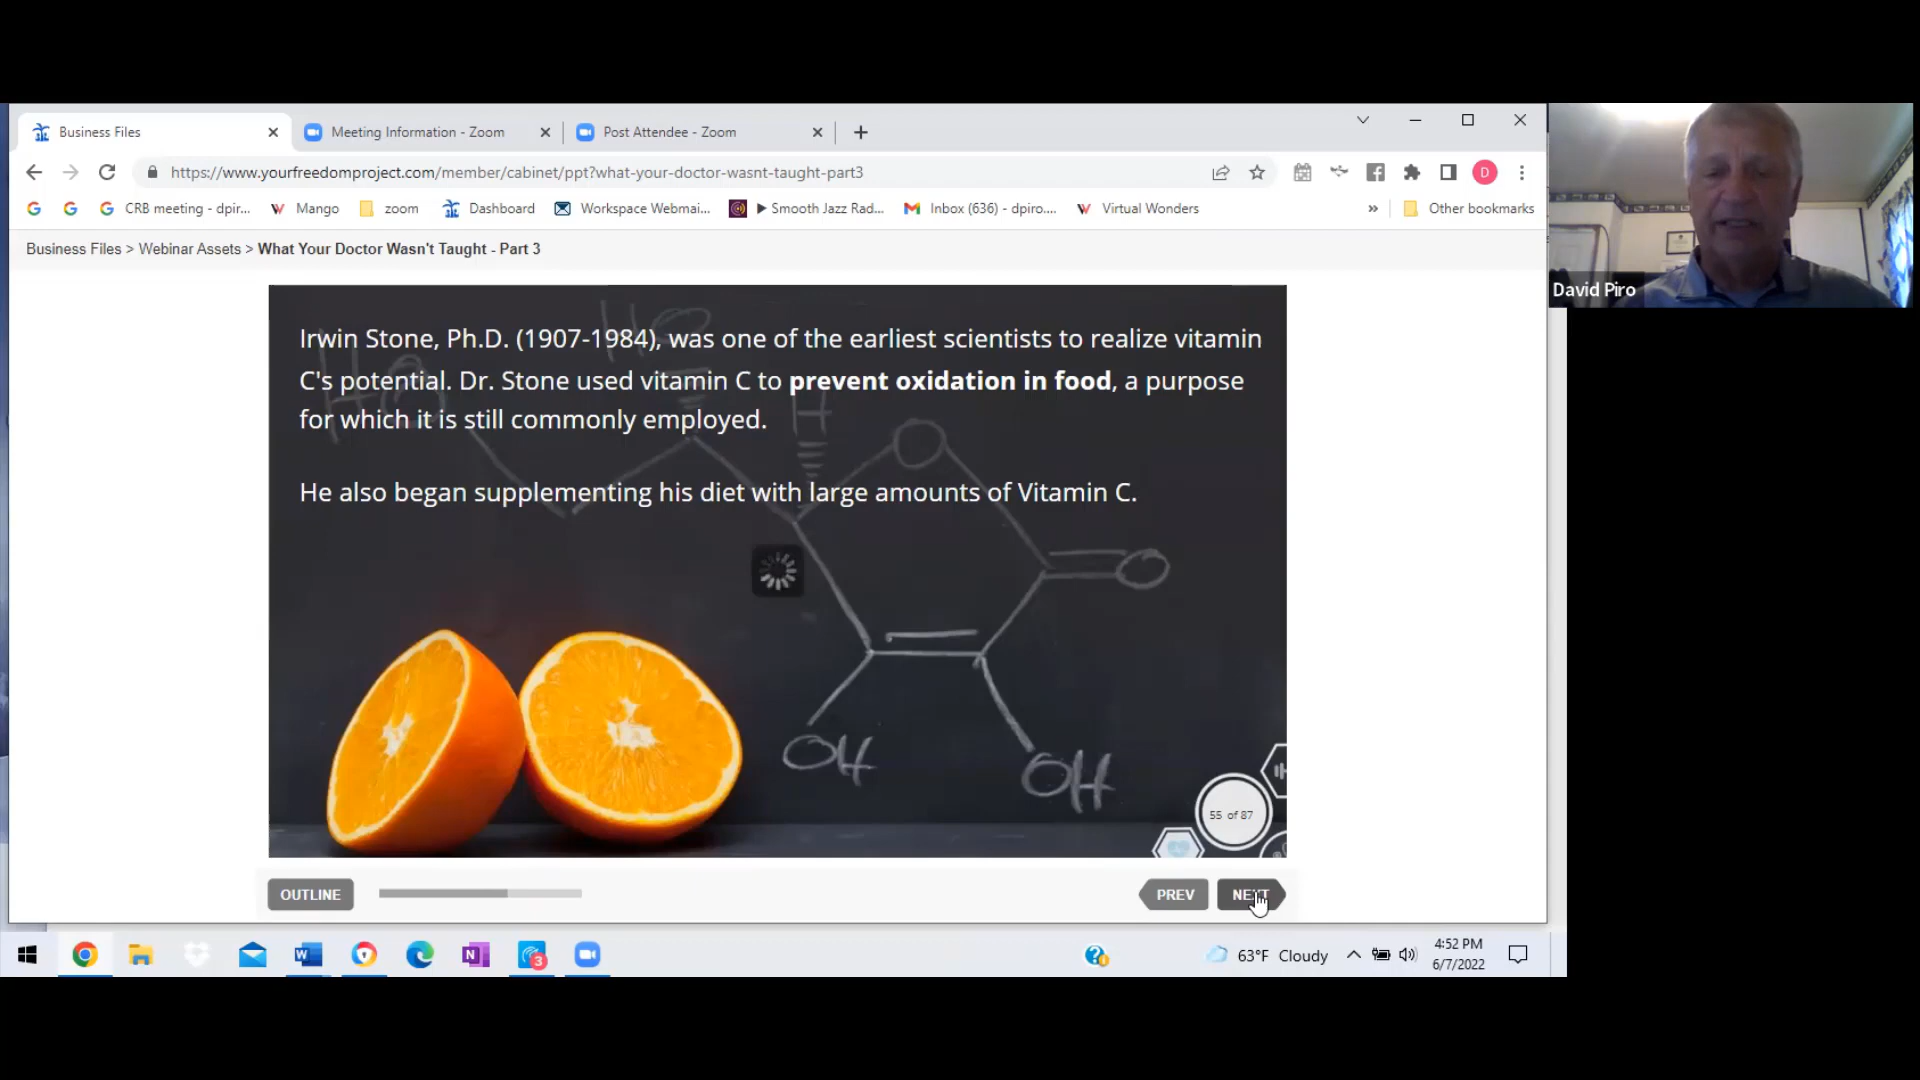 Business Files
Meeting Information - Zoom
Post Attendee - Zoom
https://www.yourfreedomproject.com/member/cabinet/ppt?what-your-doctor-wasnt-taught-part3
D
CRB meeting - dpir...
Mango
zoom
Dashboard
Workspace Webmai...
Smooth Jazz Rad...
Inbox (636) - dpiro....
Virtual Wonders
»
Other bookmarks
Business Files > Webinar Assets > What Your Doctor Wasn't Taught - Part 3
David Piro
Irwin Stone, Ph.D. (1907-1984), was one of the earliest scientists to realize vitamin
C's potential. Dr. Stone used vitamin C to prevent oxidation in food, a purpose
for which it is still commonly employed.
He also began supplementing his diet with large amounts of Vitamin C.
HO
HO
H
O
O
OH
OH
55 of 87
OUTLINE
PREV
NEXT
3
63°F Cloudy
4:52 PM
6/7/2022